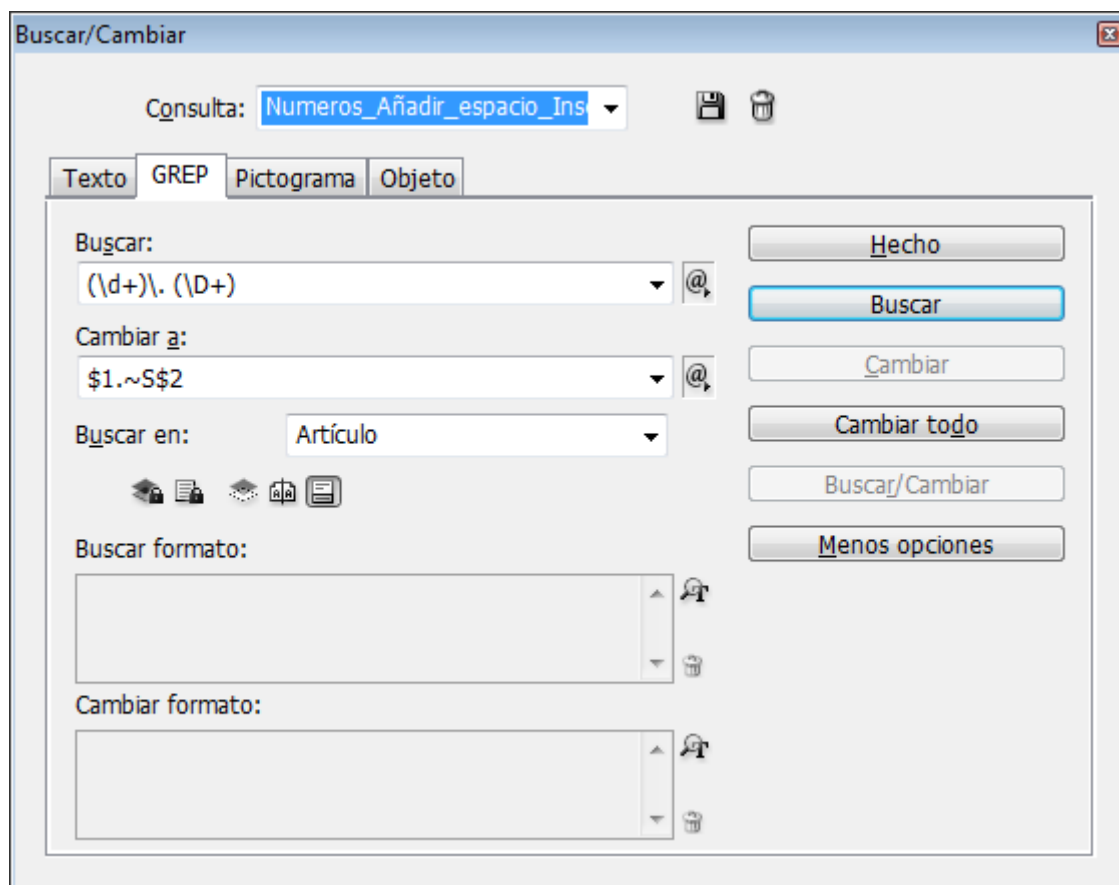 Buscar/Cambiar
Consulta: Numeros_Añadir_espacio_Ins
Texto GREP Pictograma Objeto
Buscar:
(\d+)\. (\D+)
Cambiar a:
$1.~S$2
Buscar en: Artículo
Buscar formato:
Cambiar formato:
Hecho
Buscar
Cambiar
Cambiar todo
Buscar/Cambiar
Menos opciones